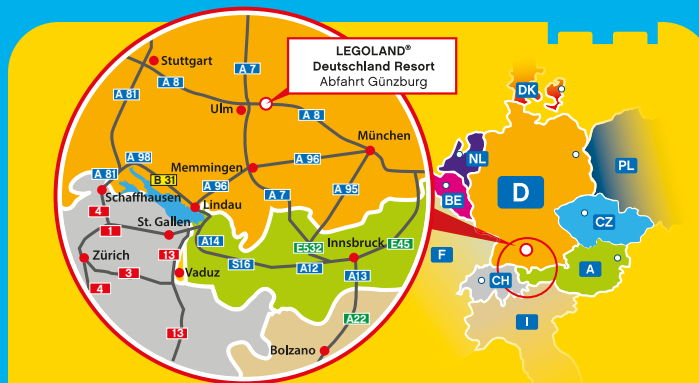 LEGOLAND®
Deutschland Resort
Abfahrt Günzburg
Stuttgart
A 7
A 8
A 81
Ulm
A 8
München
A 98
A 96
Memmingen
A 81
B 31
A 96
A 7
A 95
Schaffhausen
Lindau
4
1
St. Gallen
A14
E532
Innsbruck
E45
Zürich
13
Vaduz
S16
A12
A13
3
4
13
A22
Bolzano
DK
NL
PL
BE
D
CZ
F
CH
A
I